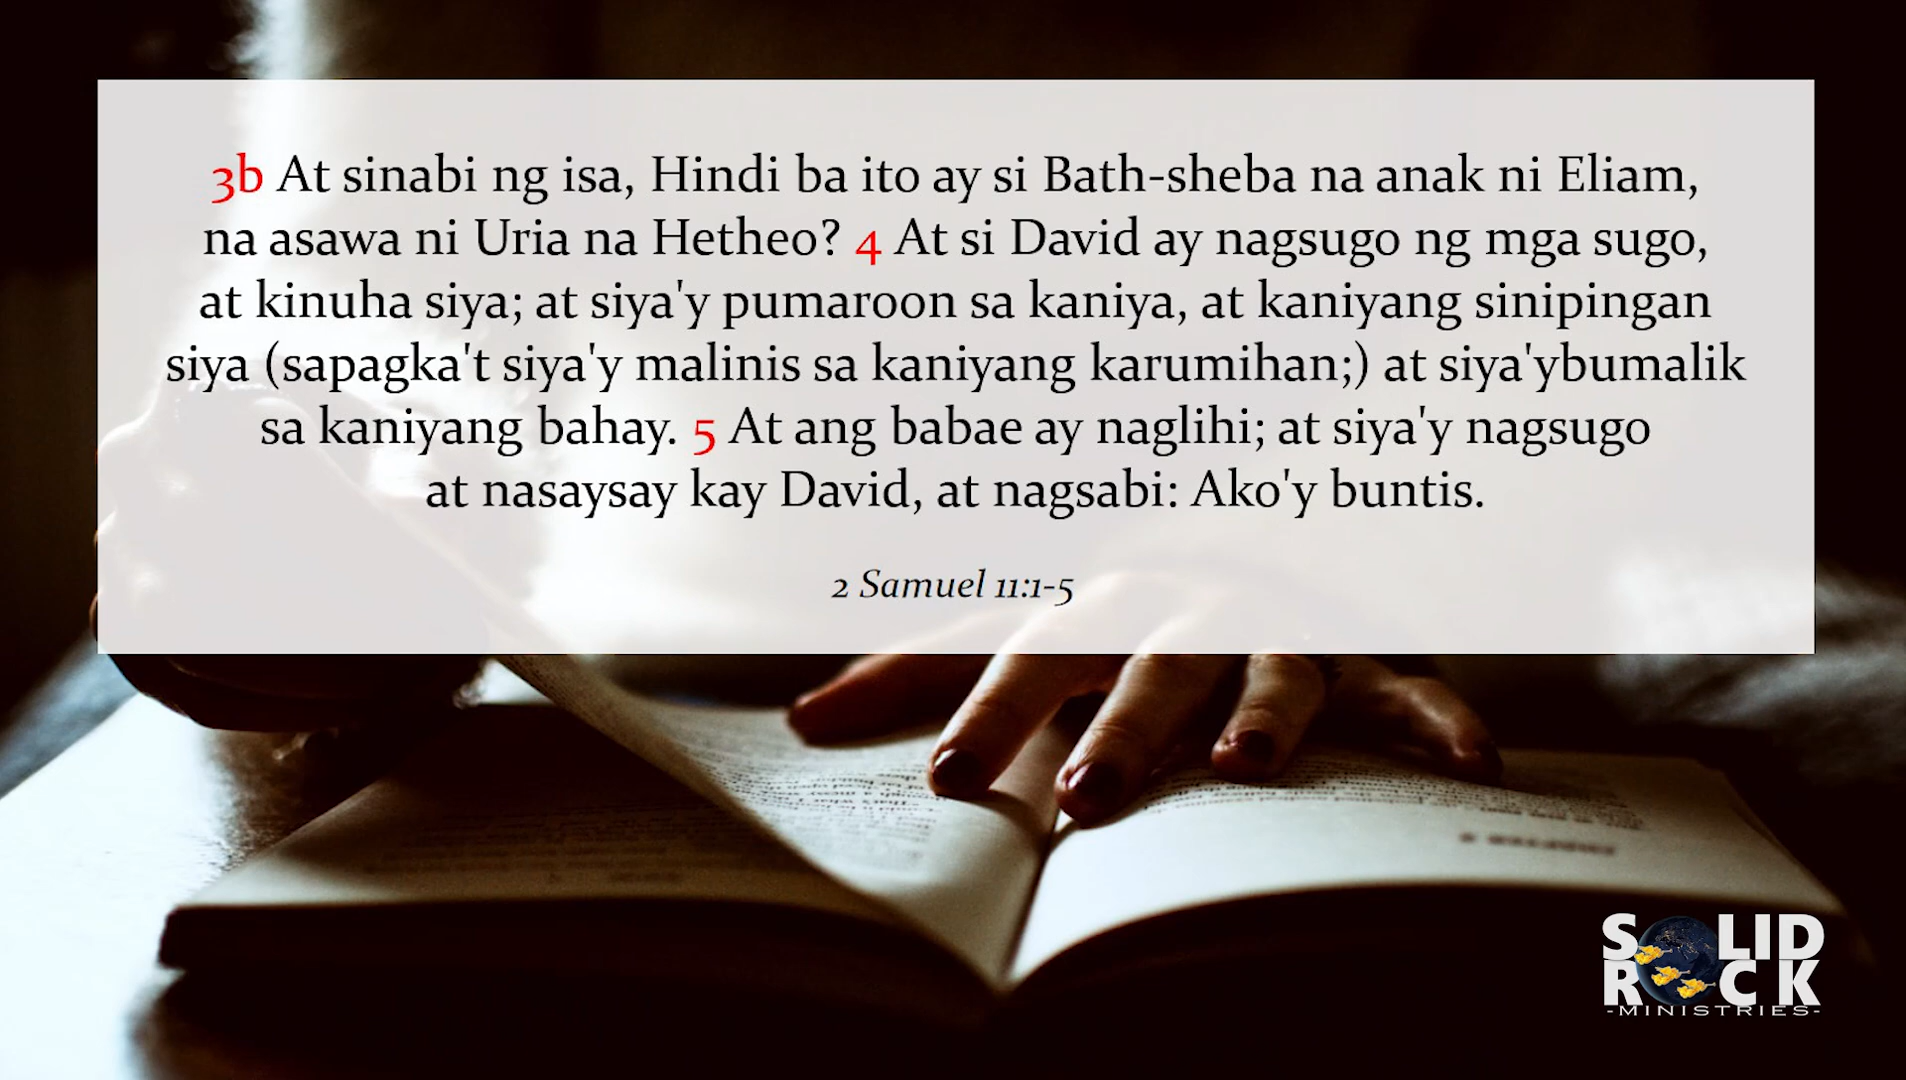 3b At sinabi ng isa, Hindi ba ito ay si Bath-sheba na anak ni Eliam,
na asawa ni Uria na Hetheo? 4 At si David ay nagsugo ng mga sugo,
at kinuha siya; at siya'y pumaroon sa kaniya, at kaniyang sinipingan
siya (sapagka't siya'y malinis sa kaniyang karumihan;) at siya'ybumalik
sa kaniyang bahay. 5 At ang babae ay naglihi; at siya'y nagsugo
at nasaysay kay David, at nagsabi: Ako'y buntis.
2 Samuel 11:1-5
SOLID
ROCK
-MINISTRIES-